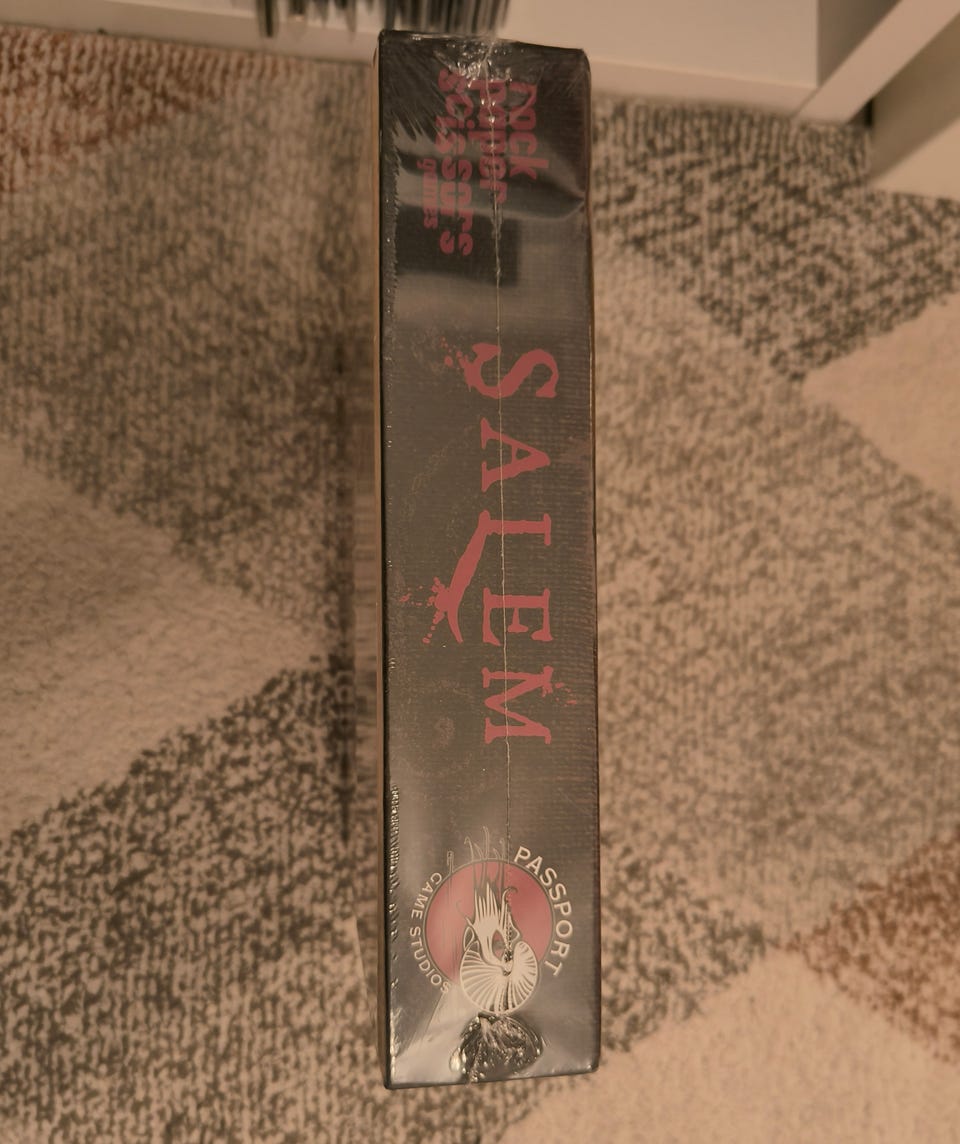 rock
paper
scissors
games
SALEM
PASSPORT
GAME STUDIOS